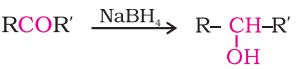 RCOR′ NaBH₄ R– CH–R′
OH